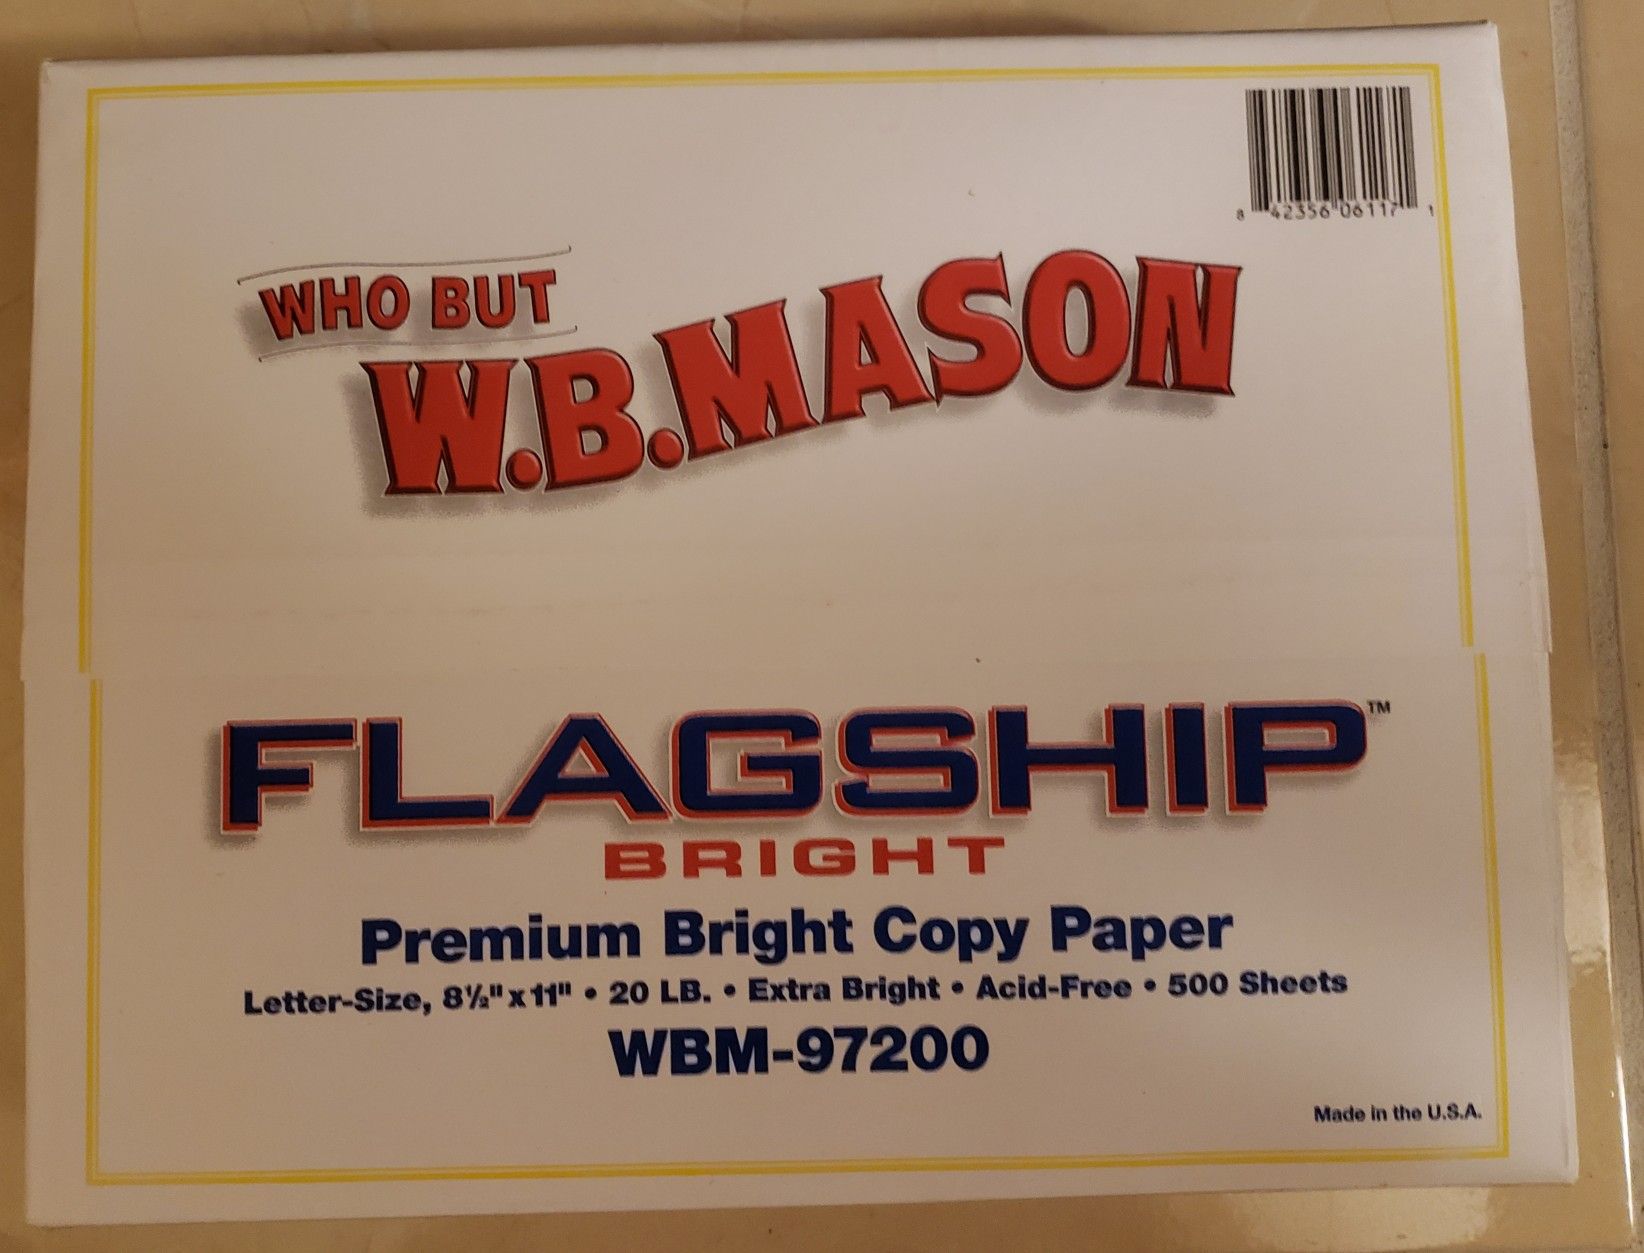 8 42356 06117 1
WHO BUT
W.B.MASON
FLAGSHIP™
BRIGHT
Premium Bright Copy Paper
Letter-Size, 8½" x 11" • 20 LB. • Extra Bright • Acid-Free • 500 Sheets
WBM-97200
Made in the U.S.A.